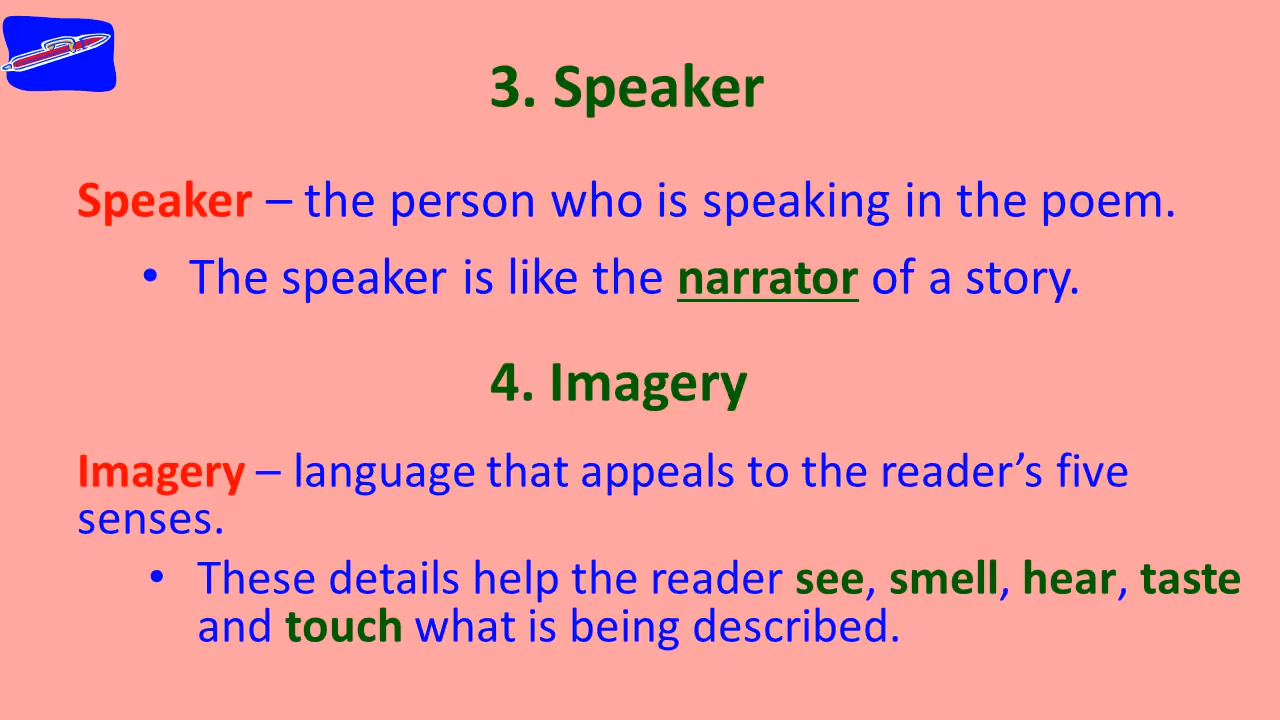 3. Speaker
Speaker – the person who is speaking in the poem.
• The speaker is like the narrator of a story.
4. Imagery
Imagery – language that appeals to the reader’s five
senses.
• These details help the reader see, smell, hear, taste
and touch what is being described.